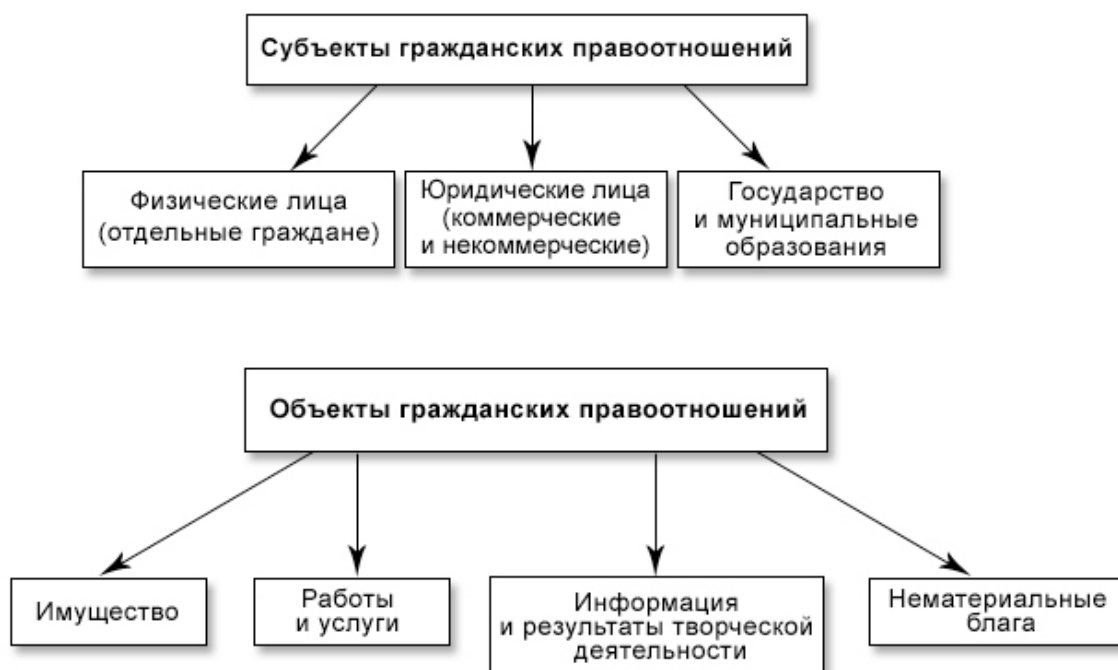 Субъекты гражданских правоотношений
Физические лица
(отдельные граждане)
Юридические лица
(коммерческие
и некоммерческие)
Государство
и муниципальные
образования
Объекты гражданских правоотношений
Имущество
Работы
и услуги
Информация
и результаты творческой
деятельности
Нематериальные
блага